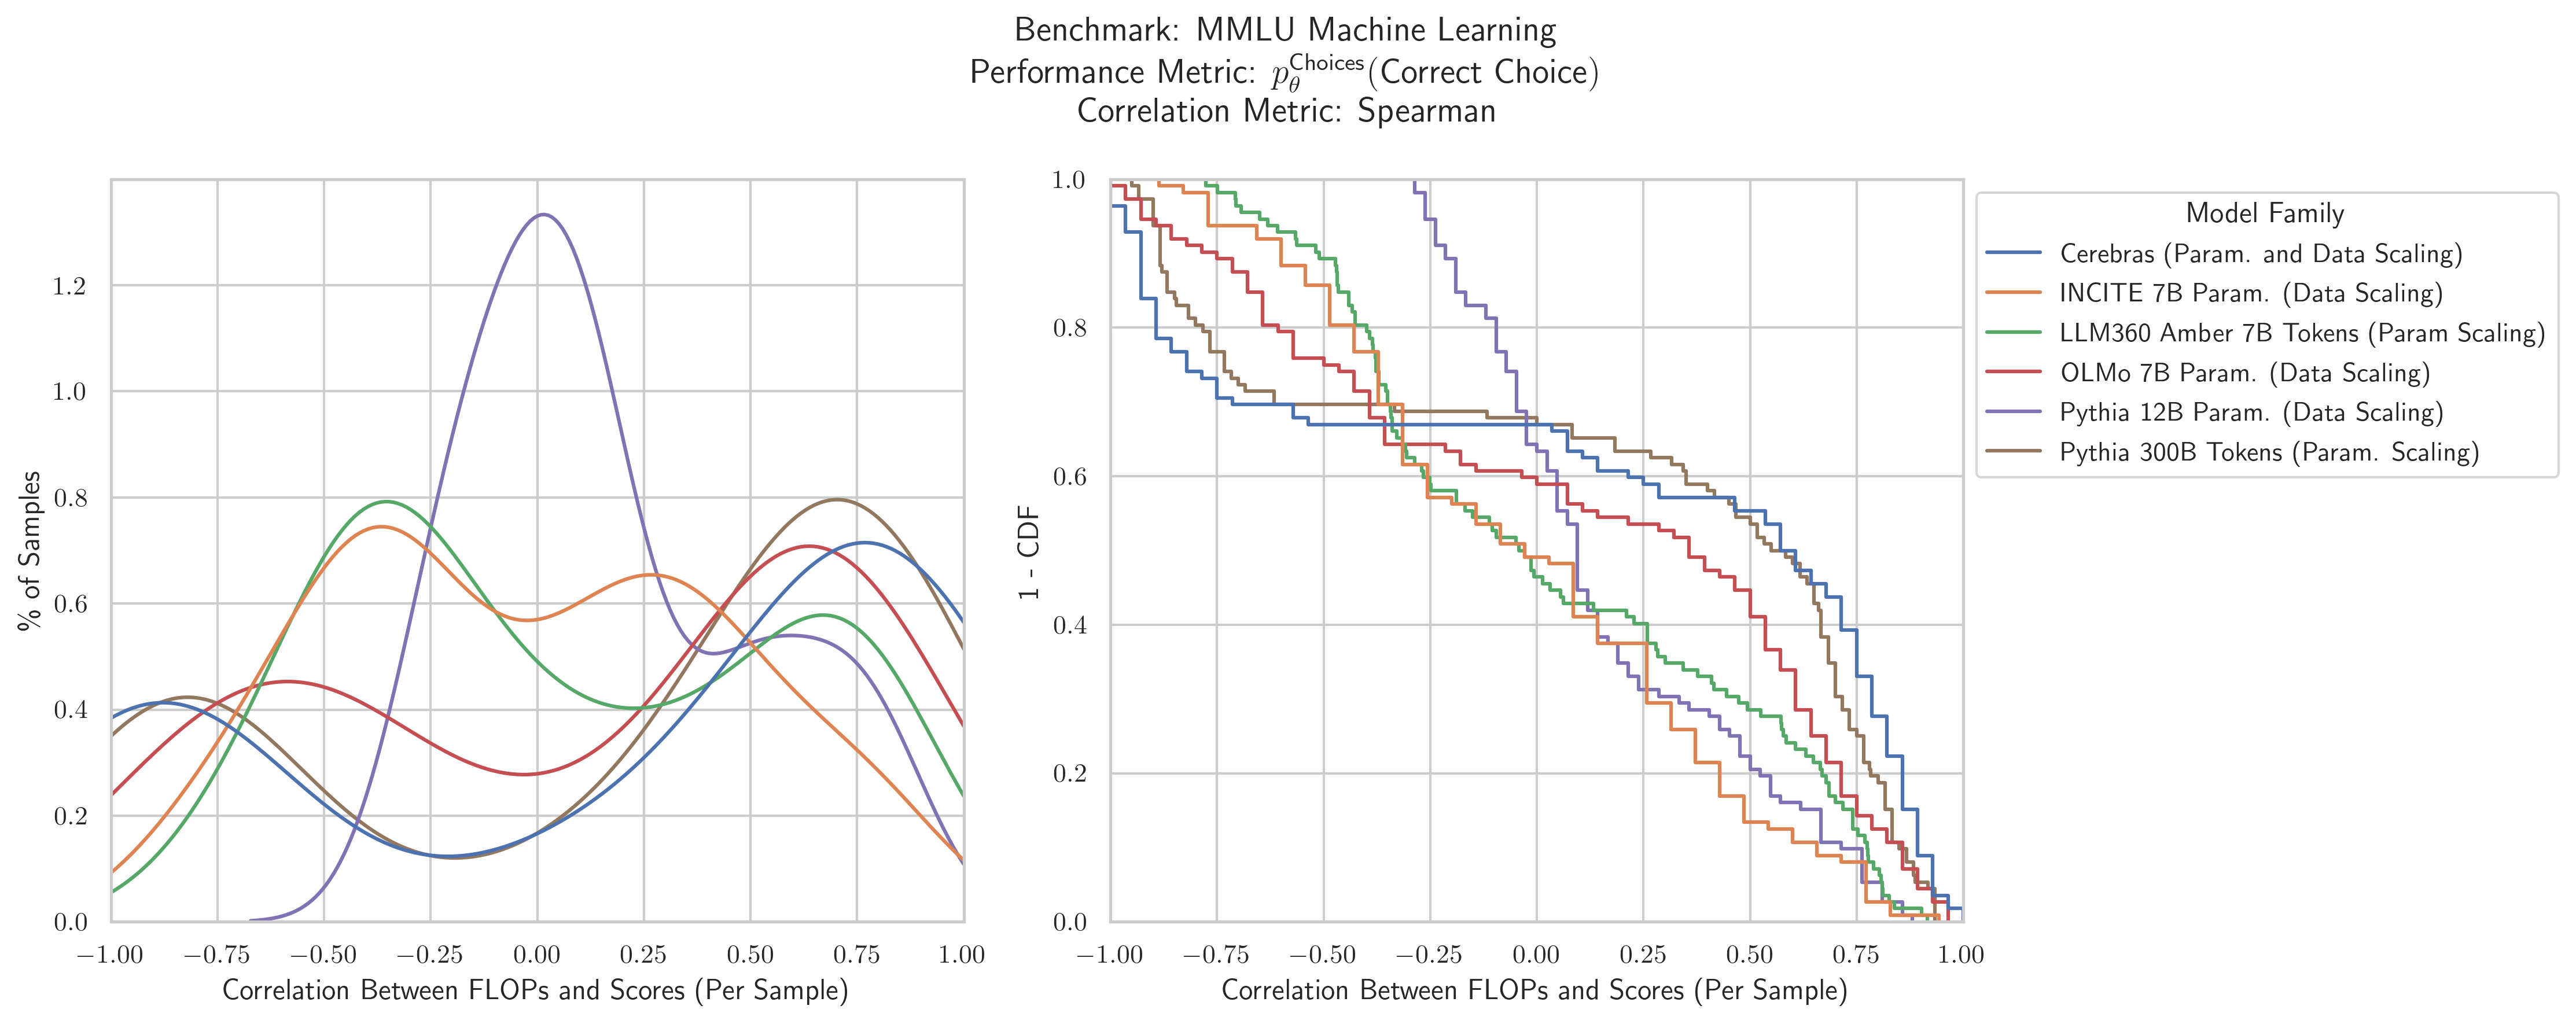 Benchmark: MMLU Machine Learning
Performance Metric: $p_\theta^{\text{Choices}}$(Correct Choice)
Correlation Metric: Spearman
% of Samples
1.2
1.0
0.8
0.6
0.4
0.2
0.0
−1.00 −0.75 −0.50 −0.25 0.00 0.25 0.50 0.75 1.00
Correlation Between FLOPs and Scores (Per Sample)
1 - CDF
1.0
0.8
0.6
0.4
0.2
0.0
−1.00 −0.75 −0.50 −0.25 0.00 0.25 0.50 0.75 1.00
Correlation Between FLOPs and Scores (Per Sample)
Model Family
Cerebras (Param. and Data Scaling)
INCITE 7B Param. (Data Scaling)
LLM360 Amber 7B Tokens (Param Scaling)
OLMo 7B Param. (Data Scaling)
Pythia 12B Param. (Data Scaling)
Pythia 300B Tokens (Param. Scaling)